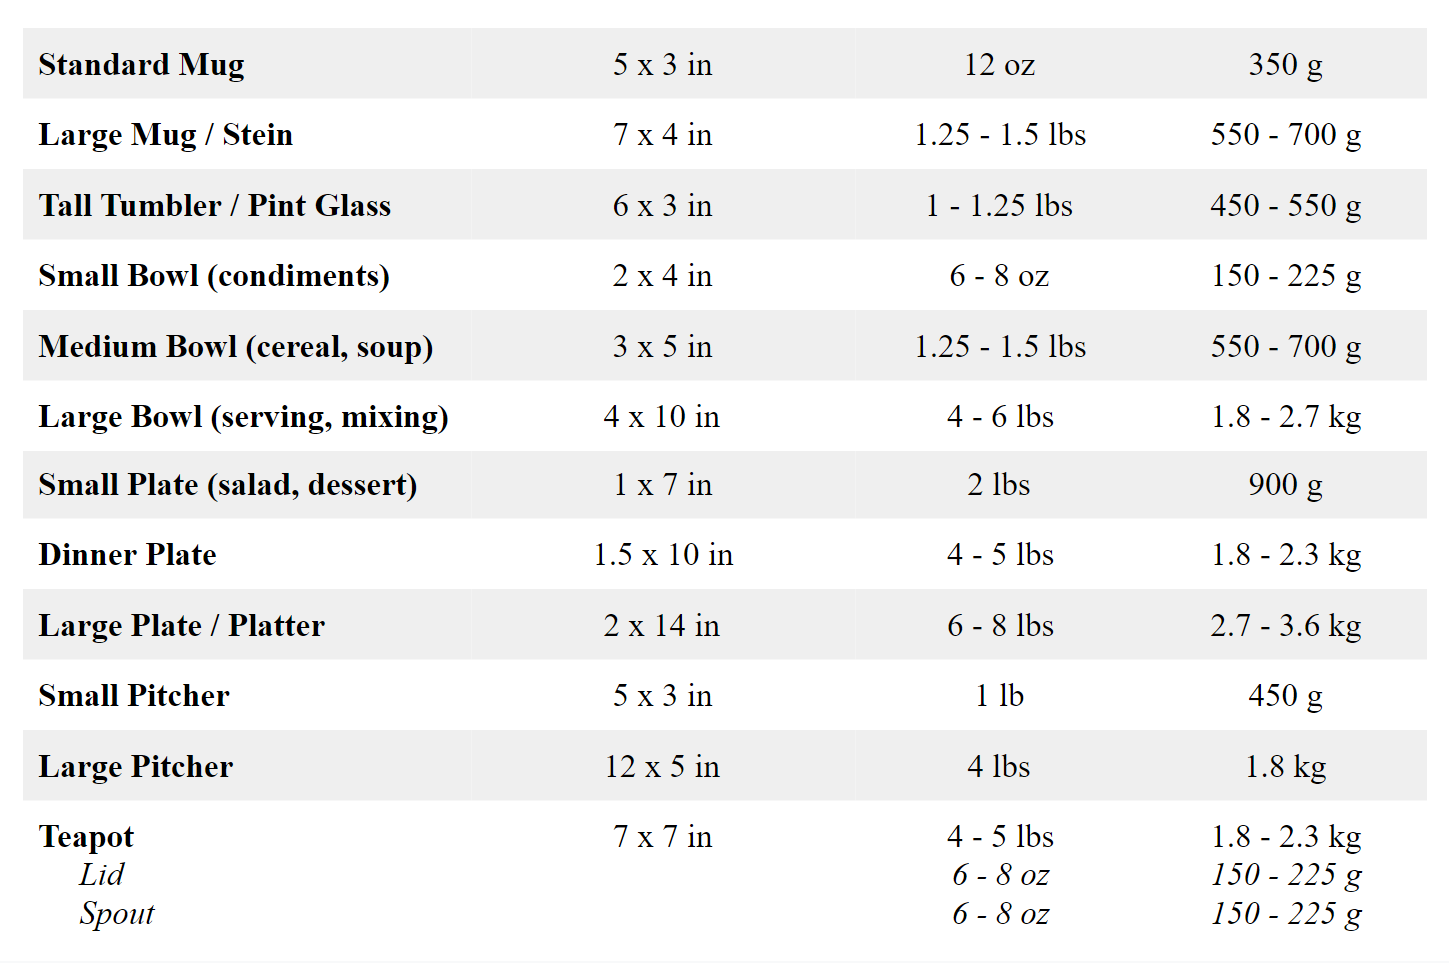 Standard Mug 5 x 3 in 12 oz 350 g
Large Mug / Stein 7 x 4 in 1.25 - 1.5 lbs 550 - 700 g
Tall Tumbler / Pint Glass 6 x 3 in 1 - 1.25 lbs 450 - 550 g
Small Bowl (condiments) 2 x 4 in 6 - 8 oz 150 - 225 g
Medium Bowl (cereal, soup) 3 x 5 in 1.25 - 1.5 lbs 550 - 700 g
Large Bowl (serving, mixing) 4 x 10 in 4 - 6 lbs 1.8 - 2.7 kg
Small Plate (salad, dessert) 1 x 7 in 2 lbs 900 g
Dinner Plate 1.5 x 10 in 4 - 5 lbs 1.8 - 2.3 kg
Large Plate / Platter 2 x 14 in 6 - 8 lbs 2.7 - 3.6 kg
Small Pitcher 5 x 3 in 1 lb 450 g
Large Pitcher 12 x 5 in 4 lbs 1.8 kg
Teapot 7 x 7 in 4 - 5 lbs 1.8 - 2.3 kg
Lid 6 - 8 oz 150 - 225 g
Spout 6 - 8 oz 150 - 225 g